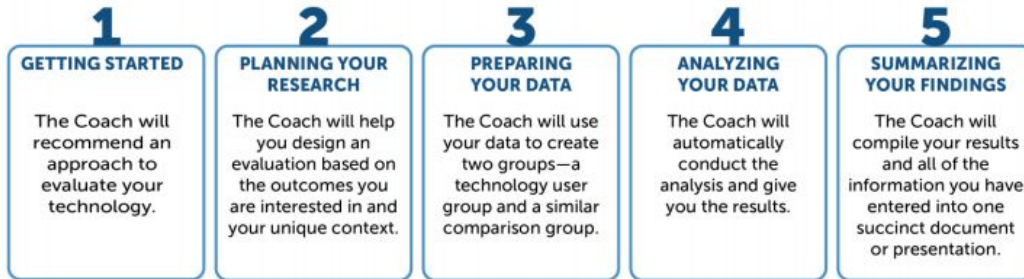 1
GETTING STARTED
The Coach will
recommend an
approach to
evaluate your
technology.
2
PLANNING YOUR
RESEARCH
The Coach will help
you design an
evaluation based on
the outcomes you
are interested in and
your unique context.
3
PREPARING
YOUR DATA
The Coach will use
your data to create
two groups—a
technology user
group and a similar
comparison group.
4
ANALYZING
YOUR DATA
The Coach will
automatically
conduct the
analysis and give
you the results.
5
SUMMARIZING
YOUR FINDINGS
The Coach will
compile your results
and all of the
information you have
entered into one
succinct document
or presentation.